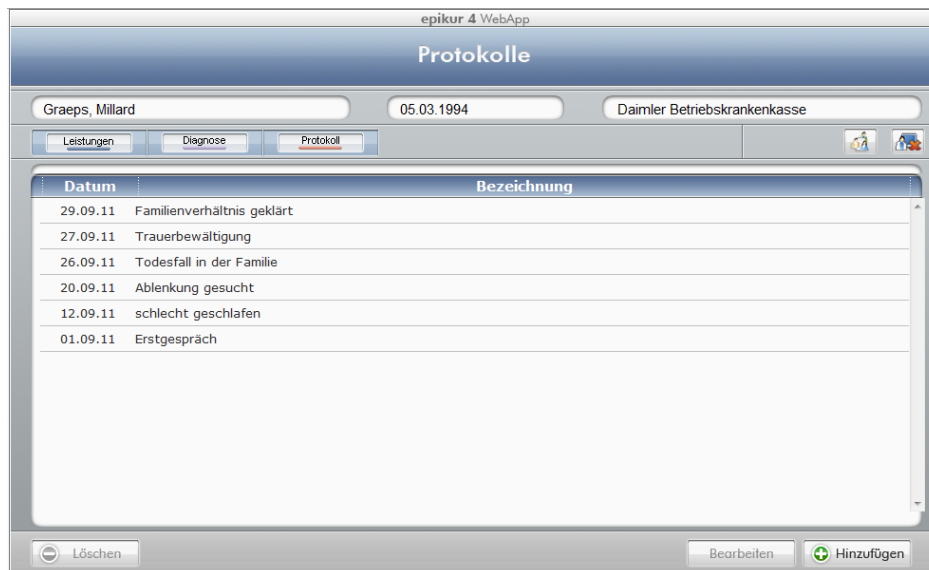 epikur 4 WebApp
Protokolle
Graeps, Millard 05.03.1994 Daimler Betriebskrankenkasse
Leistungen Diagnose Protokoll
Datum Bezeichnung
29.09.11 Familienverhältnis geklärt
27.09.11 Trauerbewältigung
26.09.11 Todesfall in der Familie
20.09.11 Ablenkung gesucht
12.09.11 schlecht geschlafen
01.09.11 Erstgespräch
Löschen Bearbeiten Hinzufügen